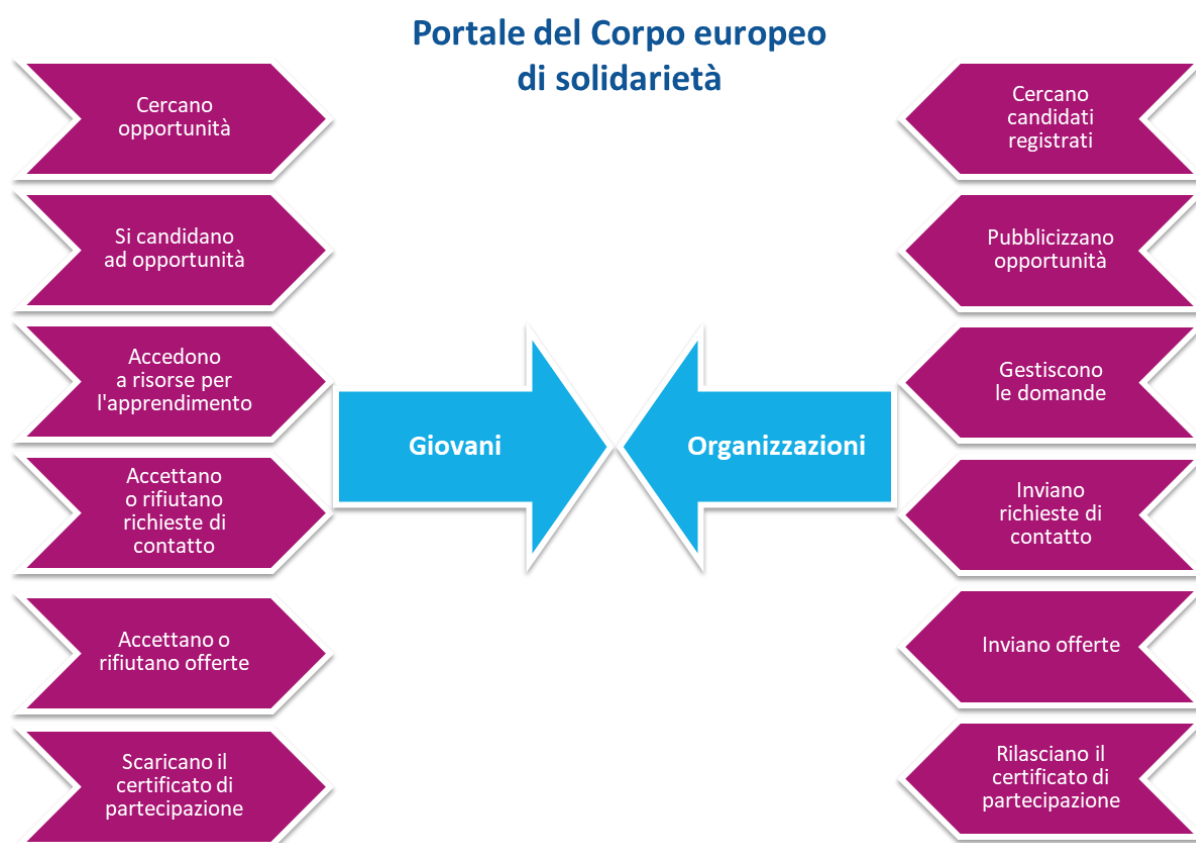 Portale del Corpo europeo
di solidarietà
Cercano
opportunità
Si candidano
ad opportunità
Accedono
a risorse per
l'apprendimento
Accettano
o rifiutano
richieste di
contatto
Accettano o
rifiutano offerte
Scaricano il
certificato di
partecipazione
Giovani
Organizzazioni
Cercano
candidati
registrati
Pubblicizzano
opportunità
Gestiscono
le domande
Inviano
richieste di
contatto
Inviano offerte
Rilasciano il
certificato di
partecipazione